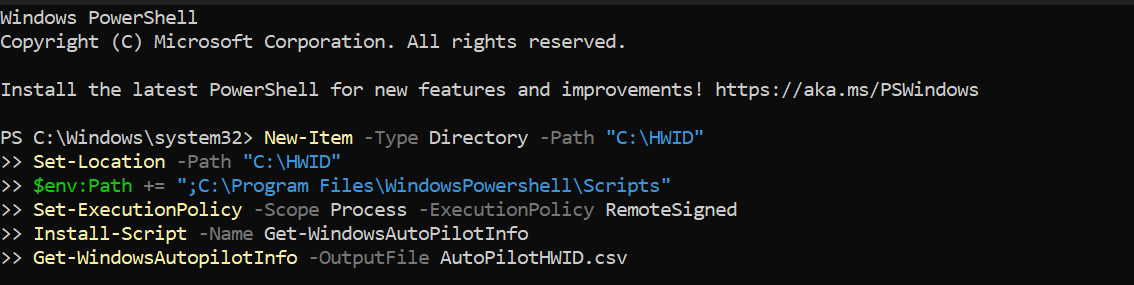 Windows PowerShell
Copyright (C) Microsoft Corporation. All rights reserved.
Install the latest PowerShell for new features and improvements! https://aka.ms/PSWindows
PS C:\Windows\system32> New-Item -Type Directory -Path "C:\HWID"
>> Set-Location -Path "C:\HWID"
>> $env:Path += ";C:\Program Files\WindowsPowershell\Scripts"
>> Set-ExecutionPolicy -Scope Process -ExecutionPolicy RemoteSigned
>> Install-Script -Name Get-WindowsAutoPilotInfo
>> Get-WindowsAutopilotInfo -OutputFile AutoPilotHWID.csv